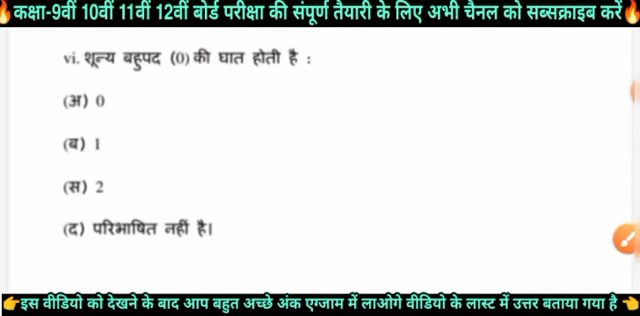 🔥कक्षा-9वीं 10वीं 11वीं 12वीं बोर्ड परीक्षा की संपूर्ण तैयारी के लिए अभी चैनल को सब्सक्राइब करें🔥
vi. शून्य बहुपद (0) की घात होती है :
(अ) 0
(ब) 1
(स) 2
(द) परिभाषित नहीं है।
👉इस वीडियो को देखने के बाद आप बहुत अच्छे अंक एग्जाम में लाओगे वीडियो के लास्ट में उत्तर बताया गया है👈